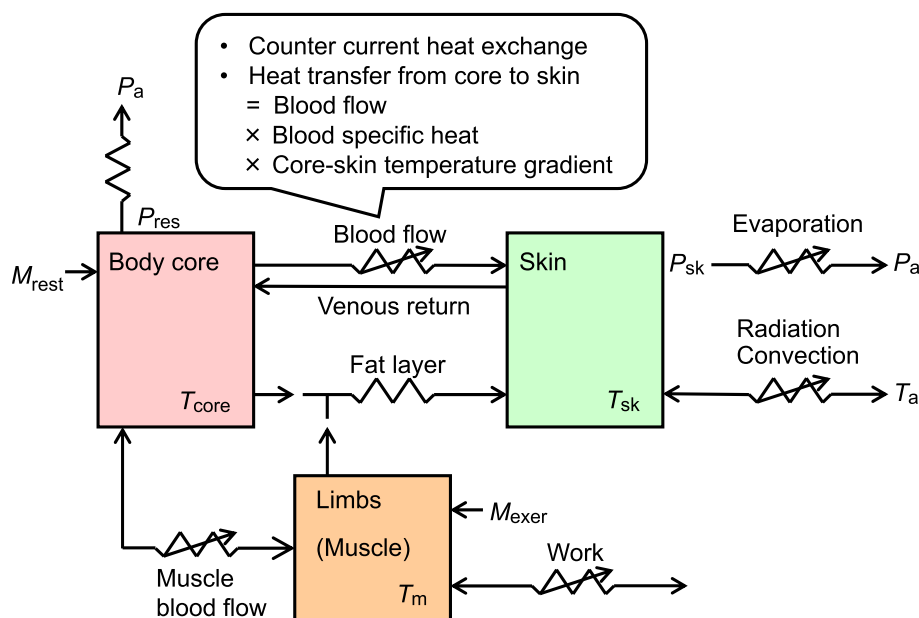 • Counter current heat exchange
• Heat transfer from core to skin
= Blood flow
× Blood specific heat
× Core-skin temperature gradient
Pa
Pres
Blood flow
Evaporation
Body core
Skin
Psk
Pa
Mrest
Venous return
Radiation
Convection
Fat layer
Tcore
Tsk
Ta
Limbs
Mexer
(Muscle)
Work
Muscle
blood flow
Tm